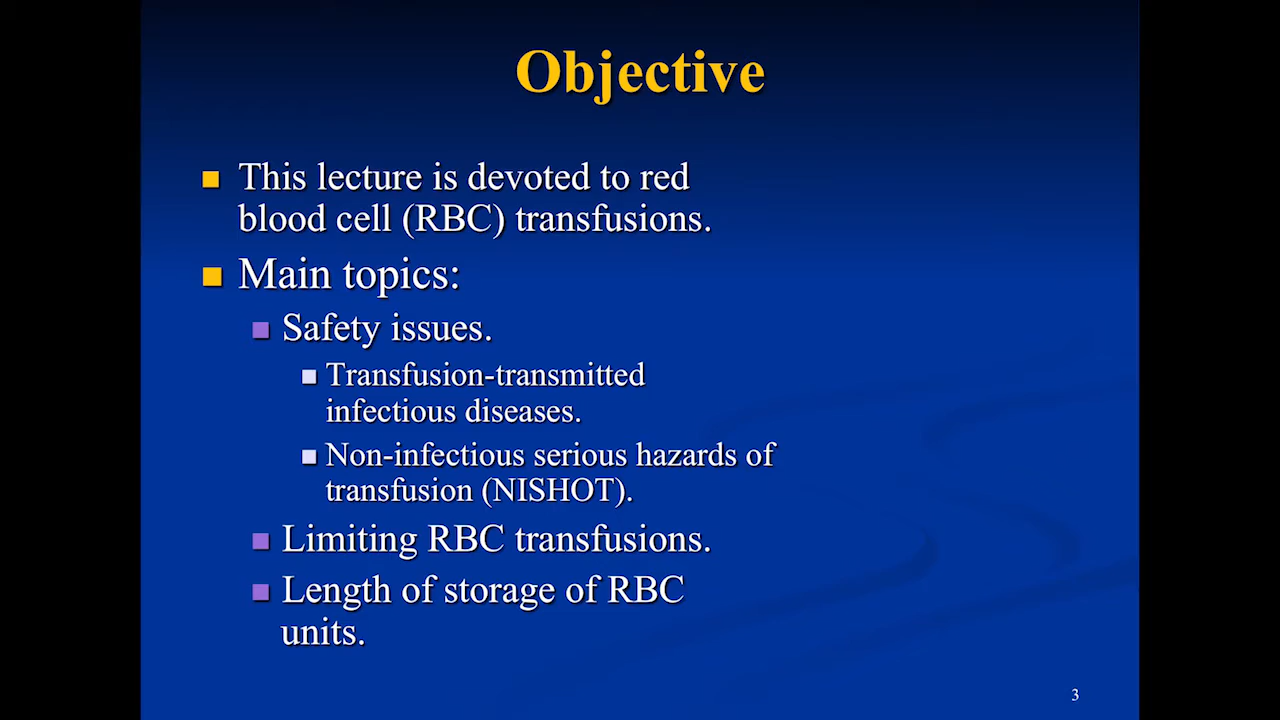 Objective
This lecture is devoted to red
blood cell (RBC) transfusions.
Main topics:
Safety issues.
Transfusion-transmitted
infectious diseases.
Non-infectious serious hazards of
transfusion (NISHOT).
Limiting RBC transfusions.
Length of storage of RBC
units.
3